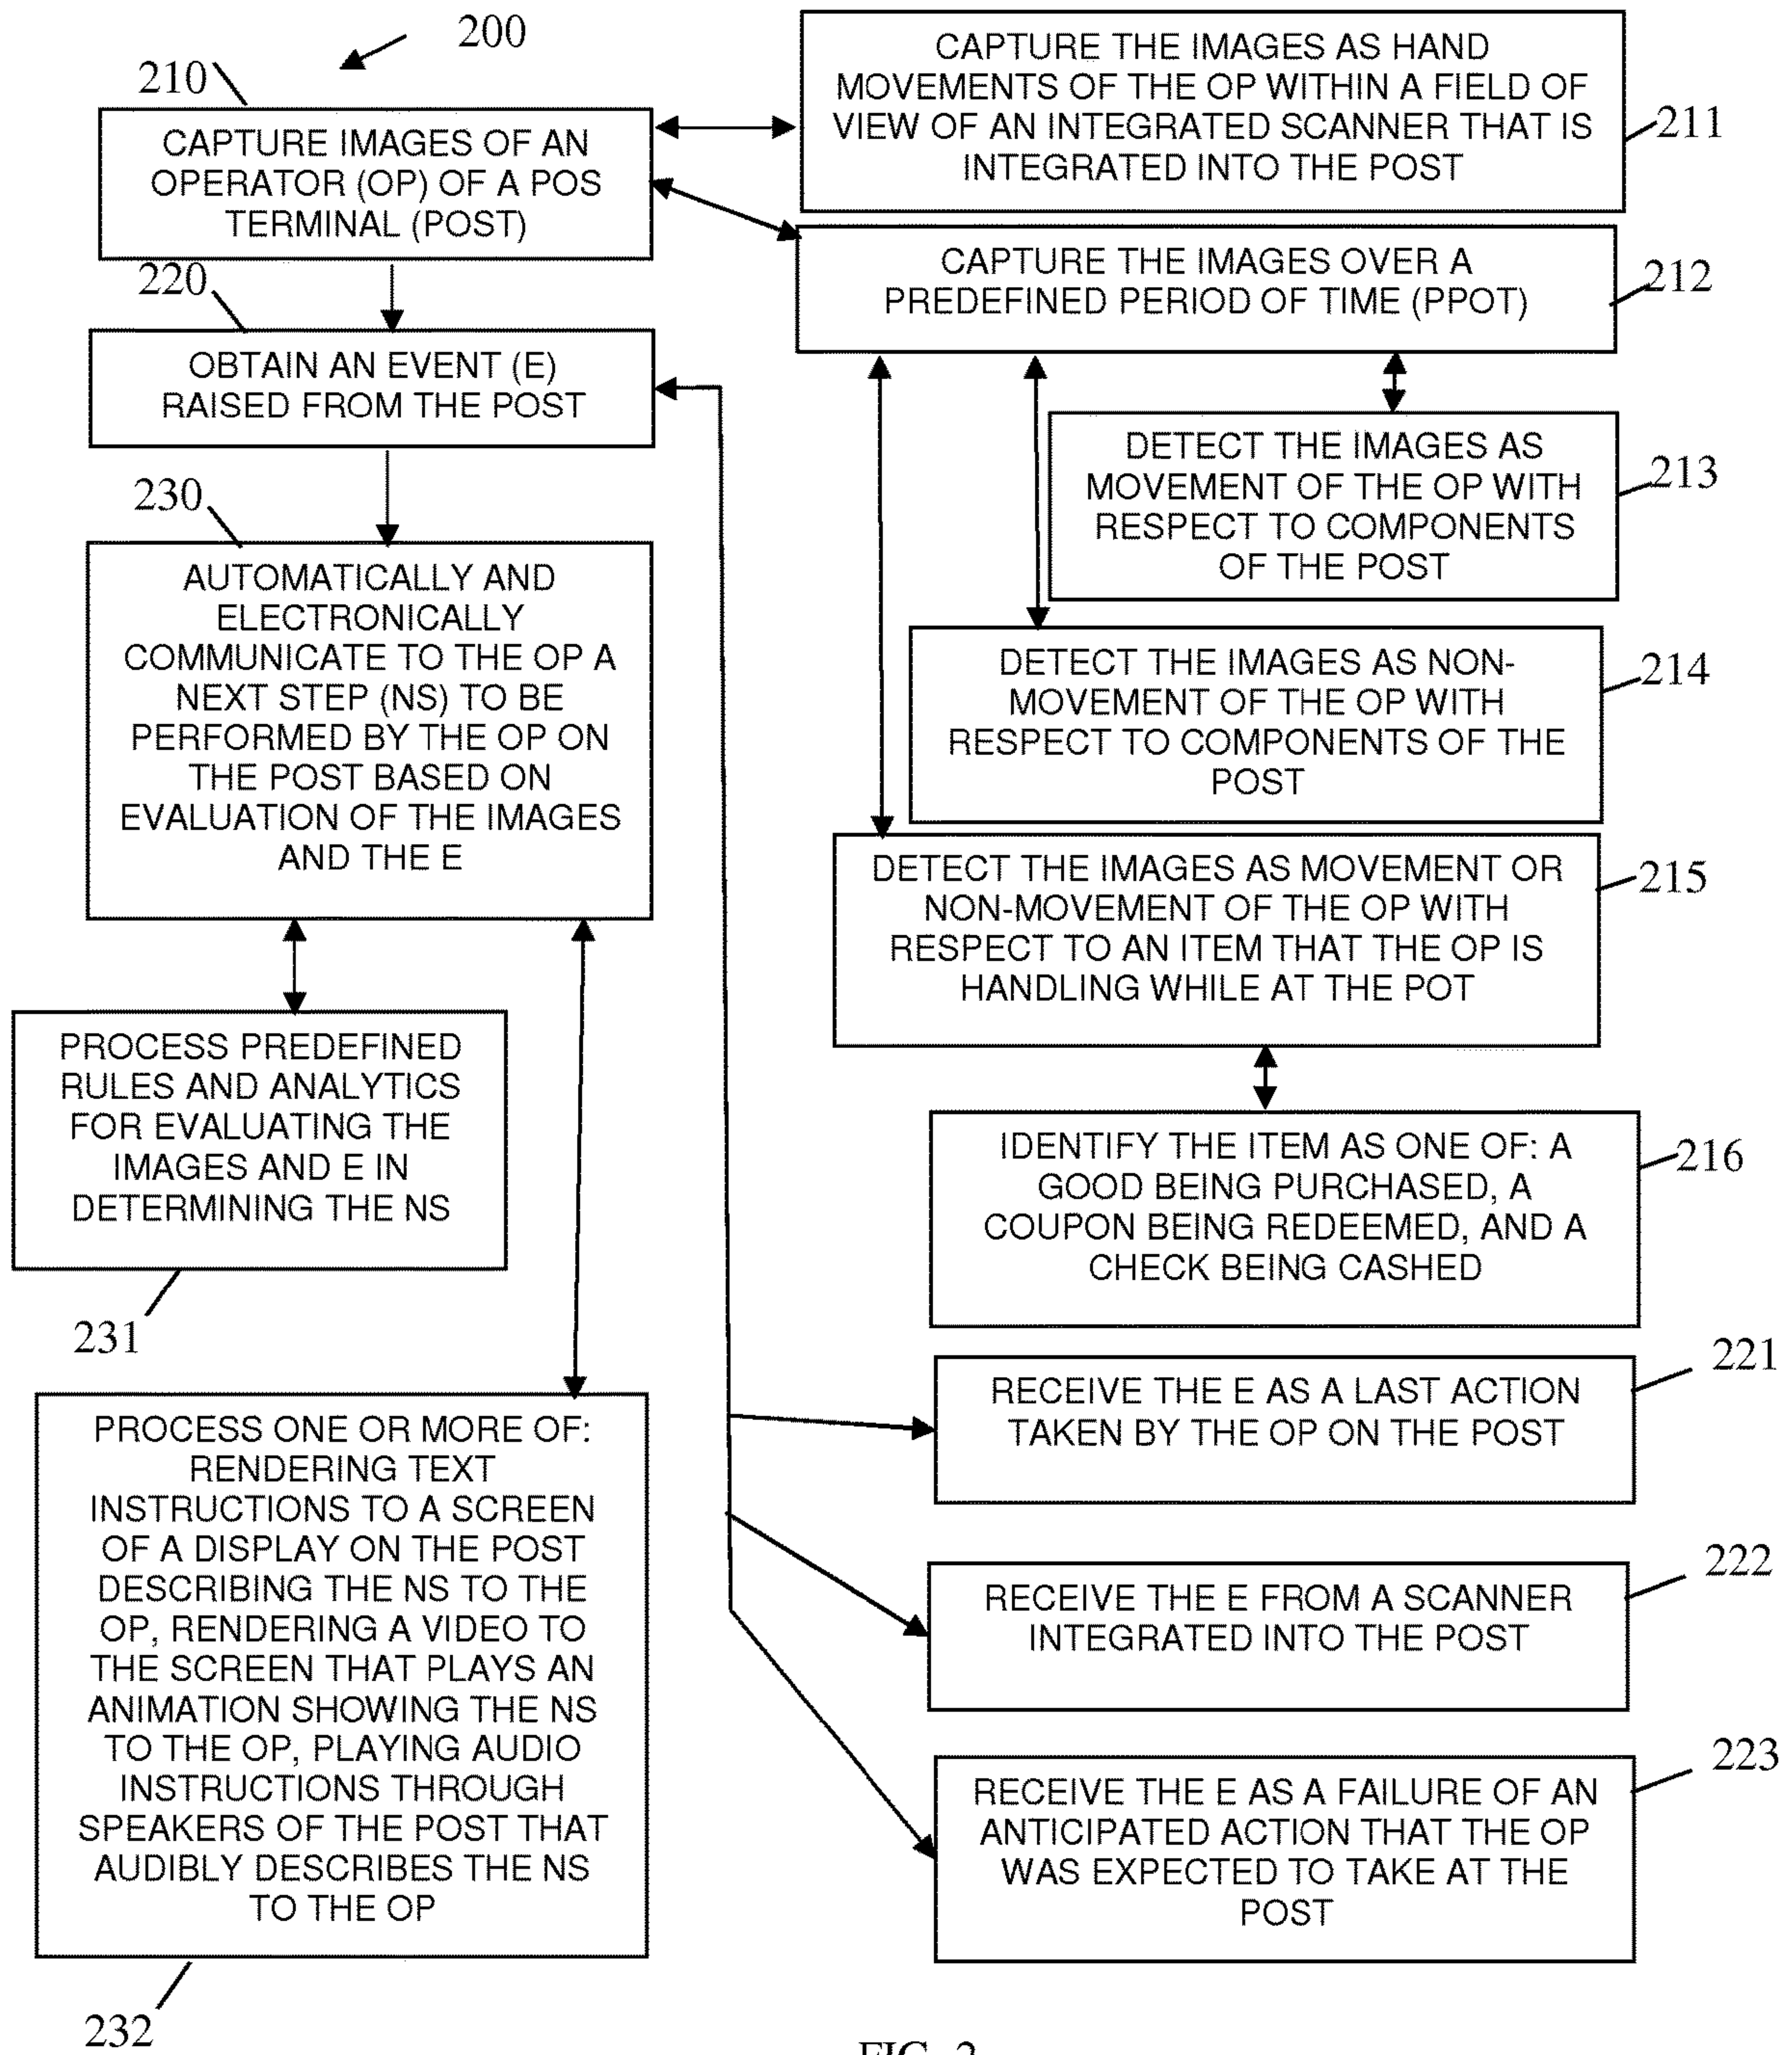 200
210
CAPTURE IMAGES OF AN
OPERATOR (OP) OF A POS
TERMINAL (POST)
CAPTURE THE IMAGES AS HAND
MOVEMENTS OF THE OP WITHIN A FIELD OF
VIEW OF AN INTEGRATED SCANNER THAT IS
INTEGRATED INTO THE POST
211
CAPTURE THE IMAGES OVER A
PREDEFINED PERIOD OF TIME (PPOT)
212
220
OBTAIN AN EVENT (E)
RAISED FROM THE POST
DETECT THE IMAGES AS
MOVEMENT OF THE OP WITH
RESPECT TO COMPONENTS
OF THE POST
213
230
AUTOMATICALLY AND
ELECTRONICALLY
COMMUNICATE TO THE OP A
NEXT STEP (NS) TO BE
PERFORMED BY THE OP ON
THE POST BASED ON
EVALUATION OF THE IMAGES
AND THE E
DETECT THE IMAGES AS NON-
MOVEMENT OF THE OP WITH
RESPECT TO COMPONENTS OF THE
POST
214
DETECT THE IMAGES AS MOVEMENT OR
NON-MOVEMENT OF THE OP WITH
RESPECT TO AN ITEM THAT THE OP IS
HANDLING WHILE AT THE POT
215
PROCESS PREDEFINED
RULES AND ANALYTICS
FOR EVALUATING THE
IMAGES AND E IN
DETERMINING THE NS
231
IDENTIFY THE ITEM AS ONE OF: A
GOOD BEING PURCHASED, A
COUPON BEING REDEEMED, AND A
CHECK BEING CASHED
216
RECEIVE THE E AS A LAST ACTION
TAKEN BY THE OP ON THE POST
221
PROCESS ONE OR MORE OF:
RENDERING TEXT
INSTRUCTIONS TO A SCREEN
OF A DISPLAY ON THE POST
DESCRIBING THE NS TO THE
OP, RENDERING A VIDEO TO
THE SCREEN THAT PLAYS AN
ANIMATION SHOWING THE NS
TO THE OP, PLAYING AUDIO
INSTRUCTIONS THROUGH
SPEAKERS OF THE POST THAT
AUDIBLY DESCRIBES THE NS
TO THE OP
232
RECEIVE THE E FROM A SCANNER
INTEGRATED INTO THE POST
222
RECEIVE THE E AS A FAILURE OF AN
ANTICIPATED ACTION THAT THE OP
WAS EXPECTED TO TAKE AT THE
POST
223
FIG. 2